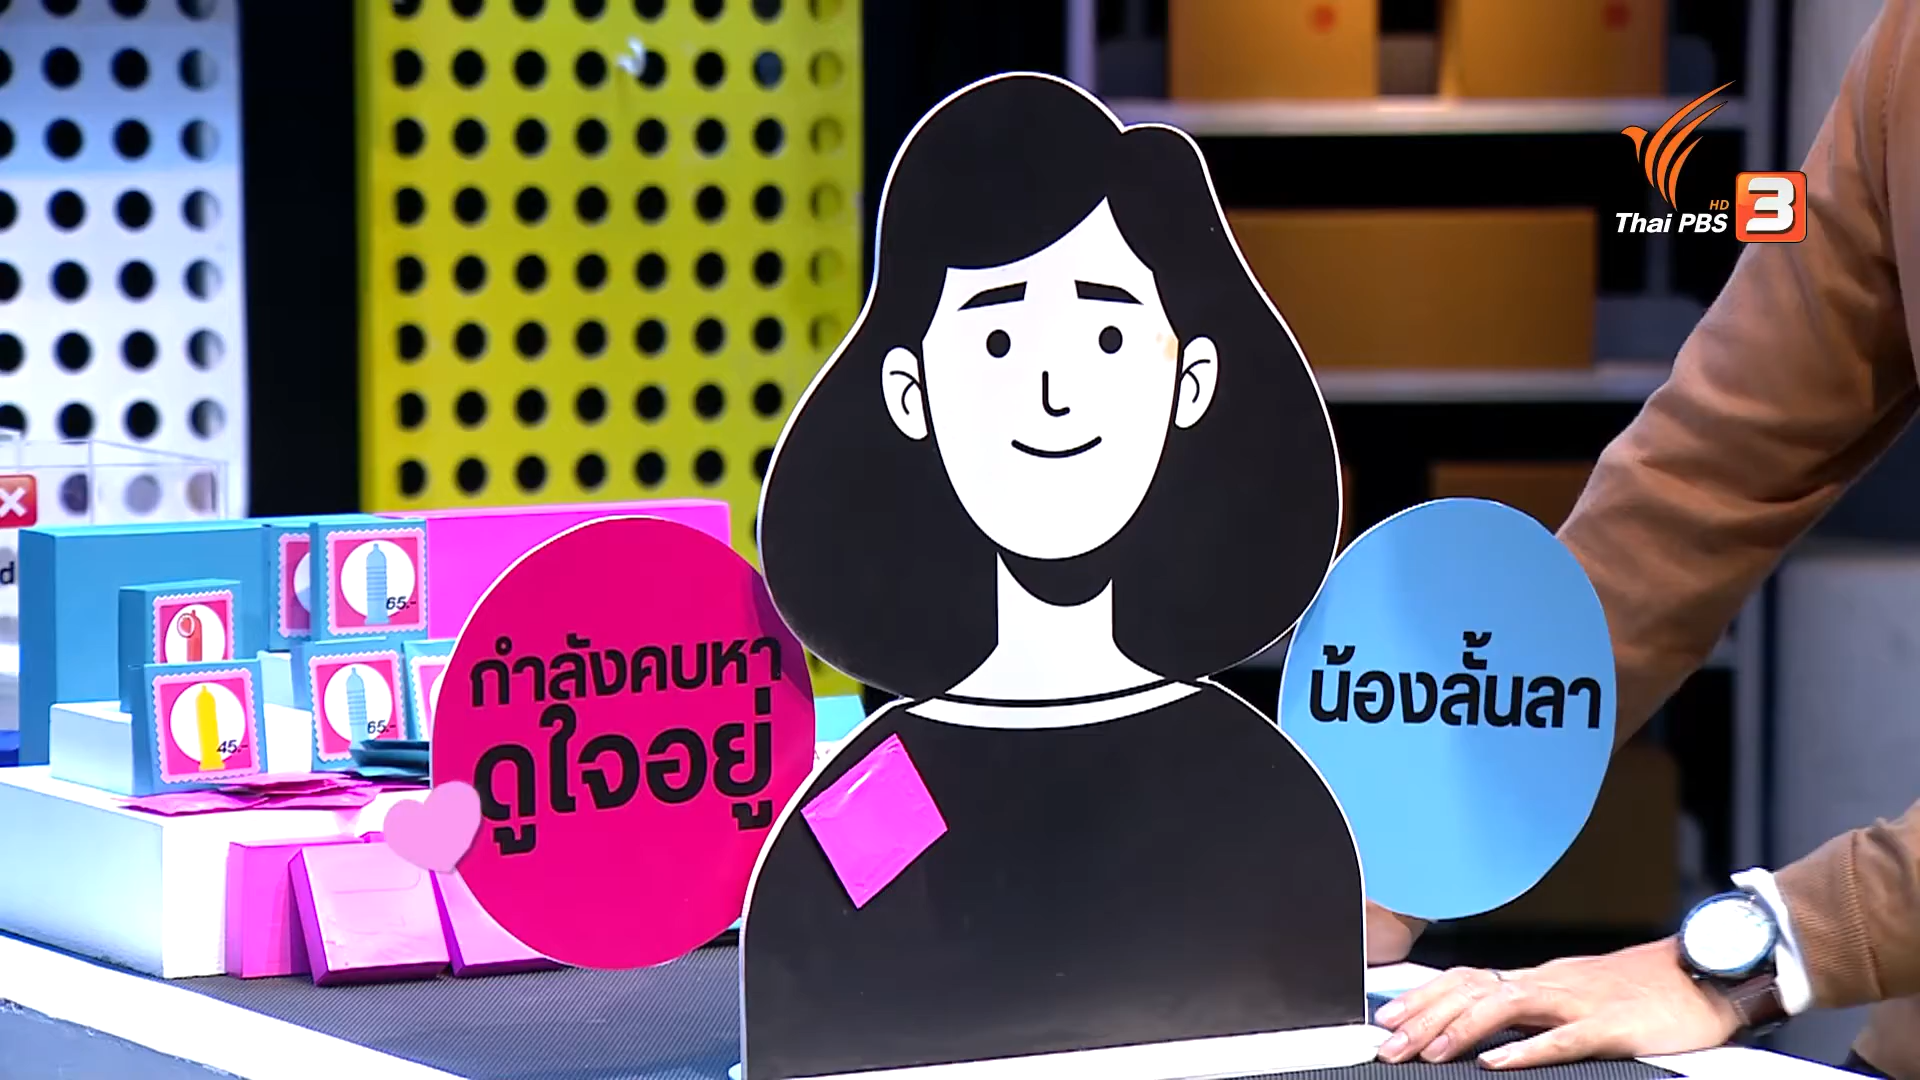 HD
Thai PBS 3
กำลังคบหา
ดูใจอยู่
น้องลั้นลา
65.-
65.-
45.-
d